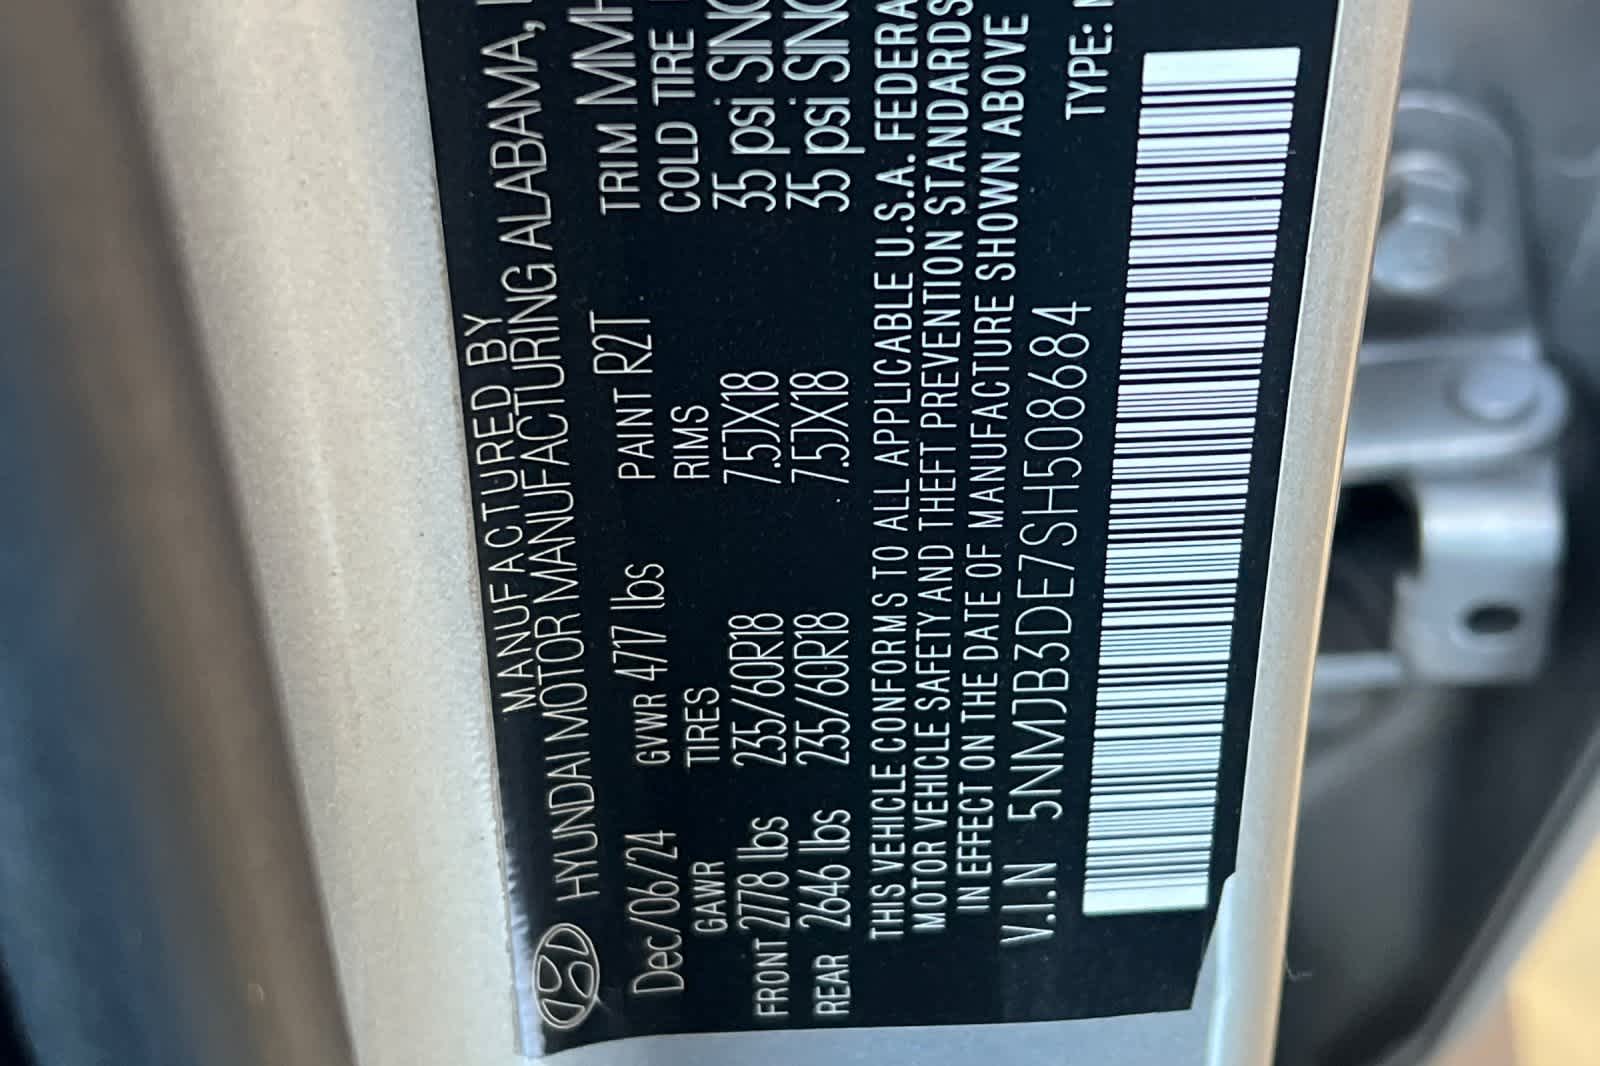 MANUFACTURED BY
HYUNDAI MOTOR MANUFACTURING ALABAMA,
Dec/06/24 GVWR 4717 lbs PAINT R2T TRIM MMH
GAWR TIRES RIMS COLD TIRE
FRONT 2778 lbs 235/60R18 7.5JX18 35 psi SING
REAR 2646 lbs 235/60R18 7.5JX18 35 psi SING
THIS VEHICLE CONFORMS TO ALL APPLICABLE U.S.A. FEDERA
MOTOR VEHICLE SAFETY AND THEFT PREVENTION STANDARDS
IN EFFECT ON THE DATE OF MANUFACTURE SHOWN ABOVE
V.I.N 5NMJB3DE7SH508684 TYPE: